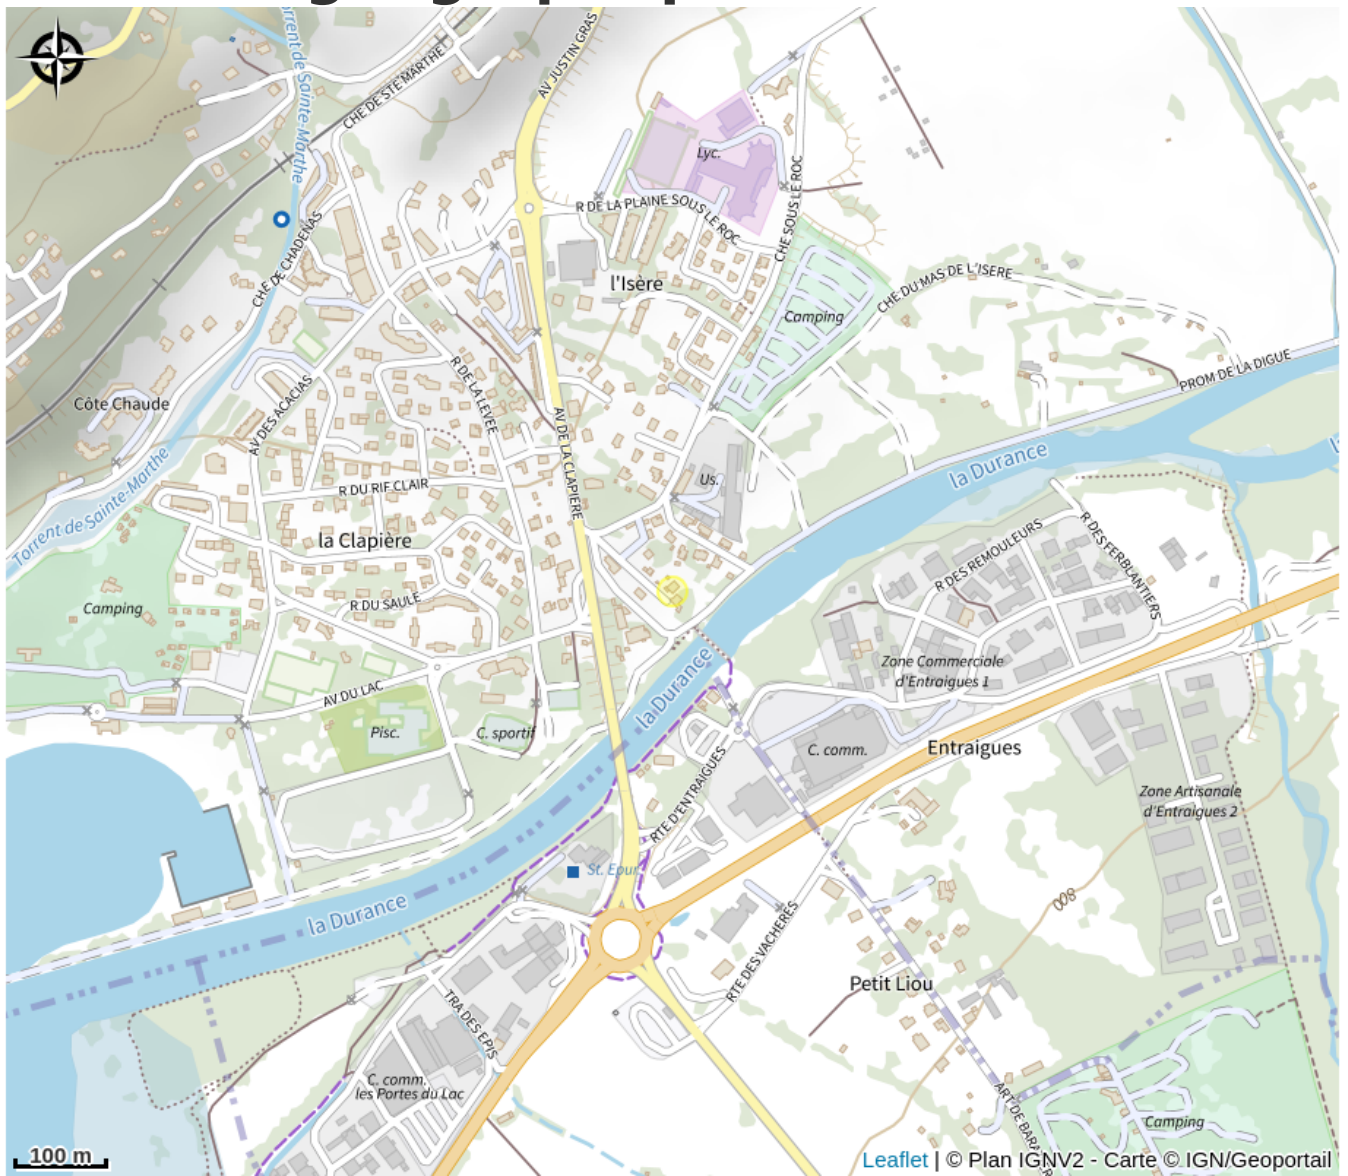 Torrent de Sainte-Marthe
CHE DE STE MARTHE
AV JUSTIN GRAS
Lyc.
R DE LA PLAINE SOUS LE ROC
CHE SOUS LE ROC
CHE DE CHADENAS
l'Isère
CHE DU MAS DE L'ISERE
Camping
PROM DE LA DIGUE
Côte Chaude
AV DES ACACIAS
R DE LA LEVEE
AV DE LA CLAPIERE
la Durance
Us.
R DU RIF CLAIR
Torrent de Sainte-Marthe
la Clapière
R DES REMOULEURS
R DES FERBLANTIERS
Camping
R DU SAULE
Zone Commerciale
d'Entraigues 1
la Durance
AV DU LAC
Pisc.
C. sportif
C. comm.
Entraigues
RTE D'ENTRAIGUES
Zone Artisanale
d'Entraigues 2
St. Epur.
la Durance
800
RTE DES VACHERES
Petit Liou
TRA DES EPIS
C. comm.
les Portes du Lac
Camping
100 m
Leaflet | © Plan IGNV2 - Carte © IGN/Geoportail